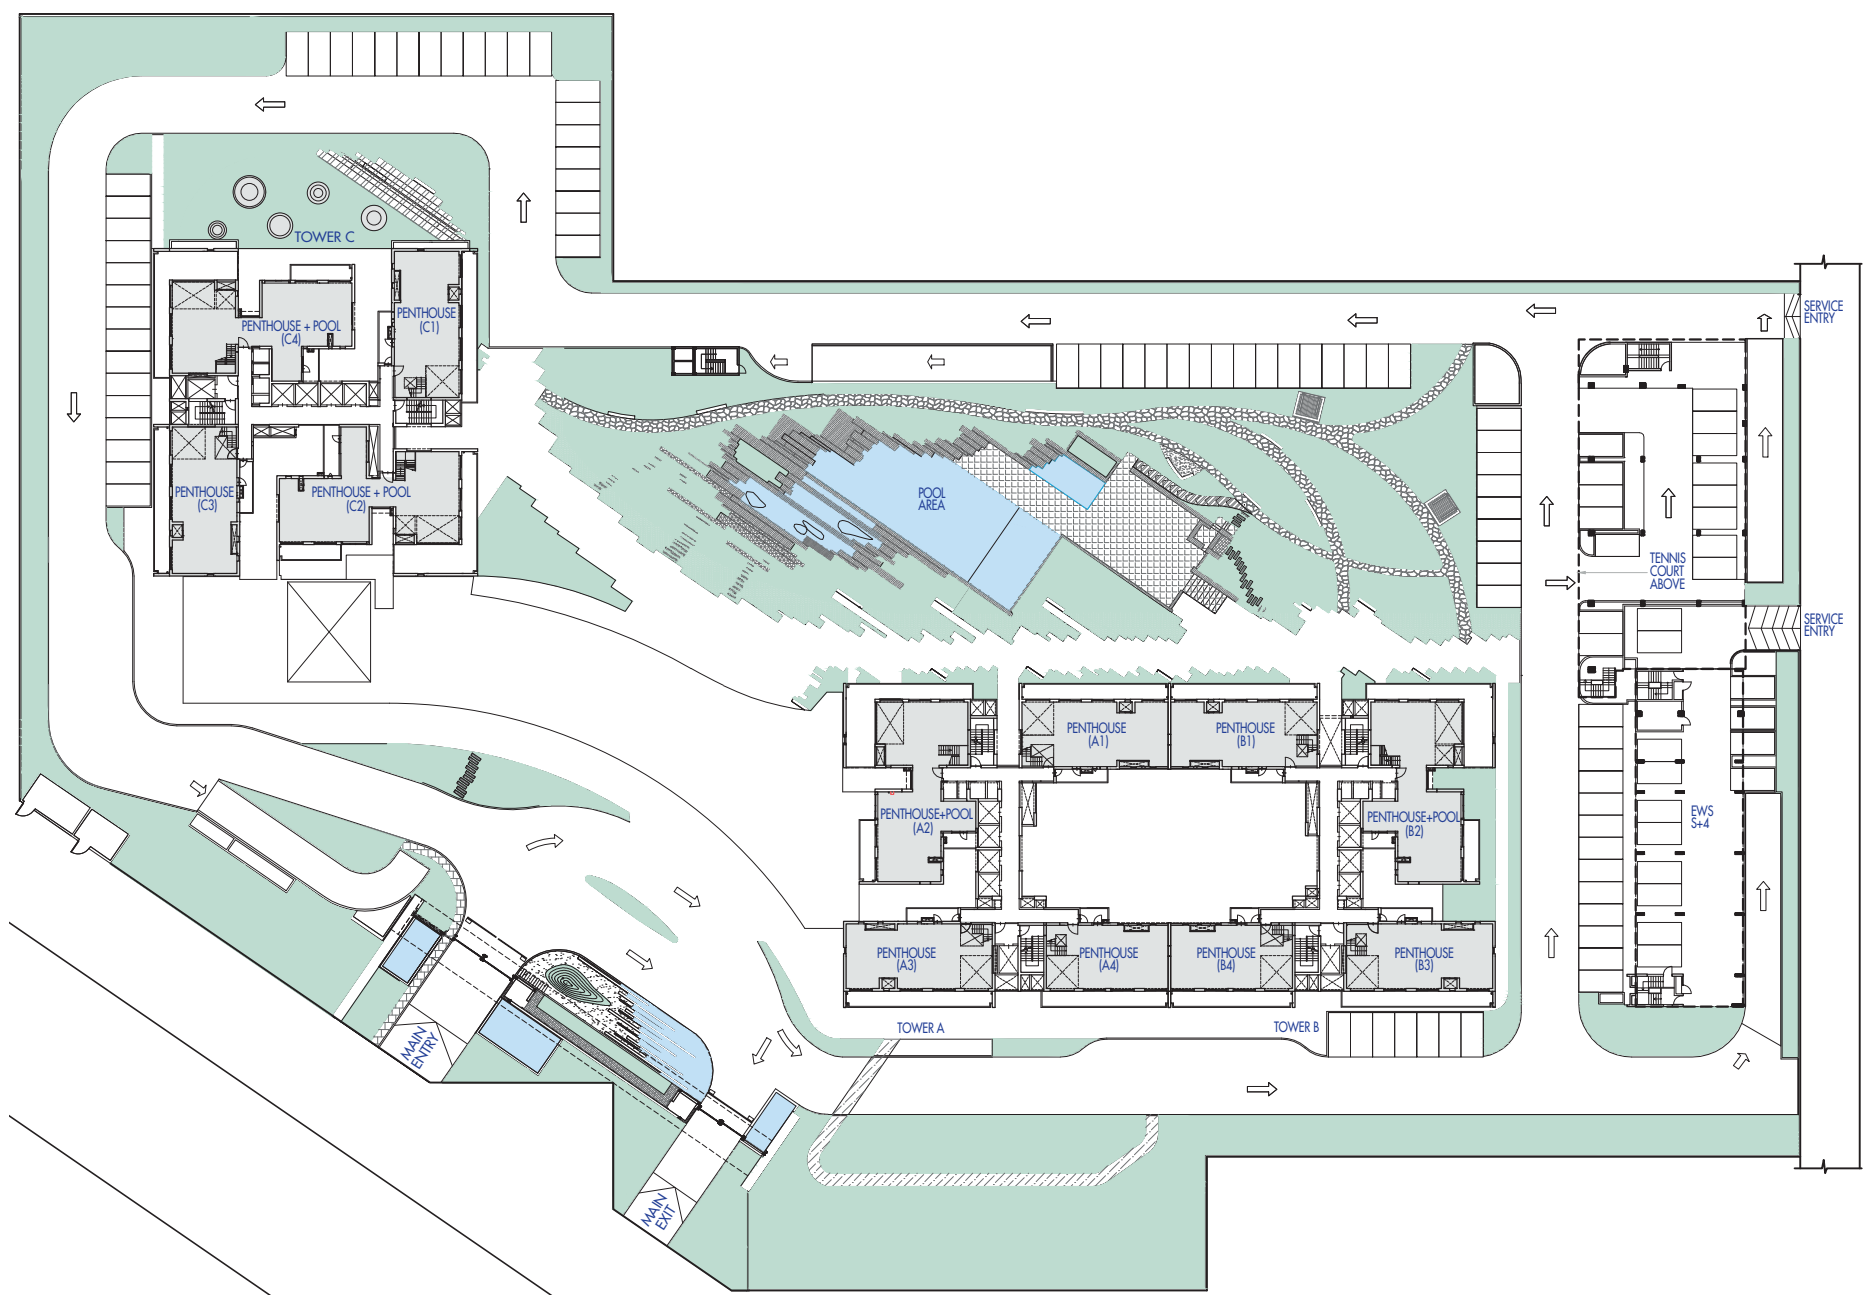 TOWER C
PENTHOUSE
(C1)
PENTHOUSE + POOL
(C4)
PENTHOUSE
(C3)
PENTHOUSE + POOL
(C2)
POOL
AREA
SERVICE
ENTRY
TENNIS
COURT
ABOVE
SERVICE
ENTRY
PENTHOUSE
(A1)
PENTHOUSE
(B1)
PENTHOUSE+POOL
(A2)
PENTHOUSE+POOL
(B2)
EWS
S+4
PENTHOUSE
(A3)
PENTHOUSE
(A4)
PENTHOUSE
(B4)
PENTHOUSE
(B3)
TOWER A
TOWER B
MAIN
ENTRY
MAIN
EXIT